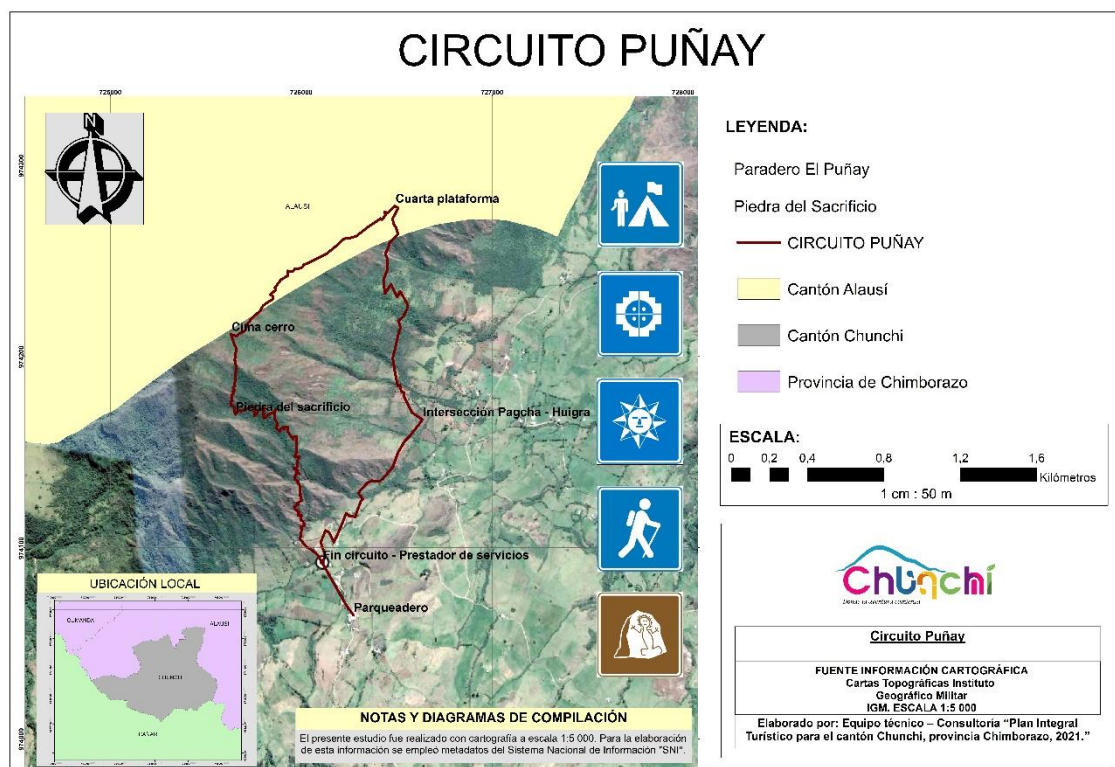 CIRCUITO PUÑAY
725000
726000
727000
728000
974300
974200
974100
974000
N
ALAUSI
Cuarta plataforma
Cima cerro
Piedra del sacrificio
Intersección Pagcha - Huigra
Fin circuito - Prestador de servicios
Parqueadero
UBICACIÓN LOCAL
ALAUSI
CHUNCHI
CAÑAR
NOTAS Y DIAGRAMAS DE COMPILACIÓN
El presente estudio fue realizado con cartografía a escala 1:5 000. Para la elaboración
de esta información se empleó metadatos del Sistema Nacional de Información "SNI".
LEYENDA:
Paradero El Puñay
Piedra del Sacrificio
CIRCUITO PUÑAY
Cantón Alausí
Cantón Chunchi
Provincia de Chimborazo
ESCALA:
0 0,2 0,4 0,8 1,2 1,6
Kilómetros
1 cm : 50 m
Chunchi
Circuito Puñay
FUENTE INFORMACIÓN CARTOGRÁFICA
Cartas Topográficas Instituto
Geográfico Militar
IGM. ESCALA 1:5 000
Elaborado por: Equipo técnico – Consultoría “Plan Integral
Turístico para el cantón Chunchi, provincia Chimborazo, 2021.”